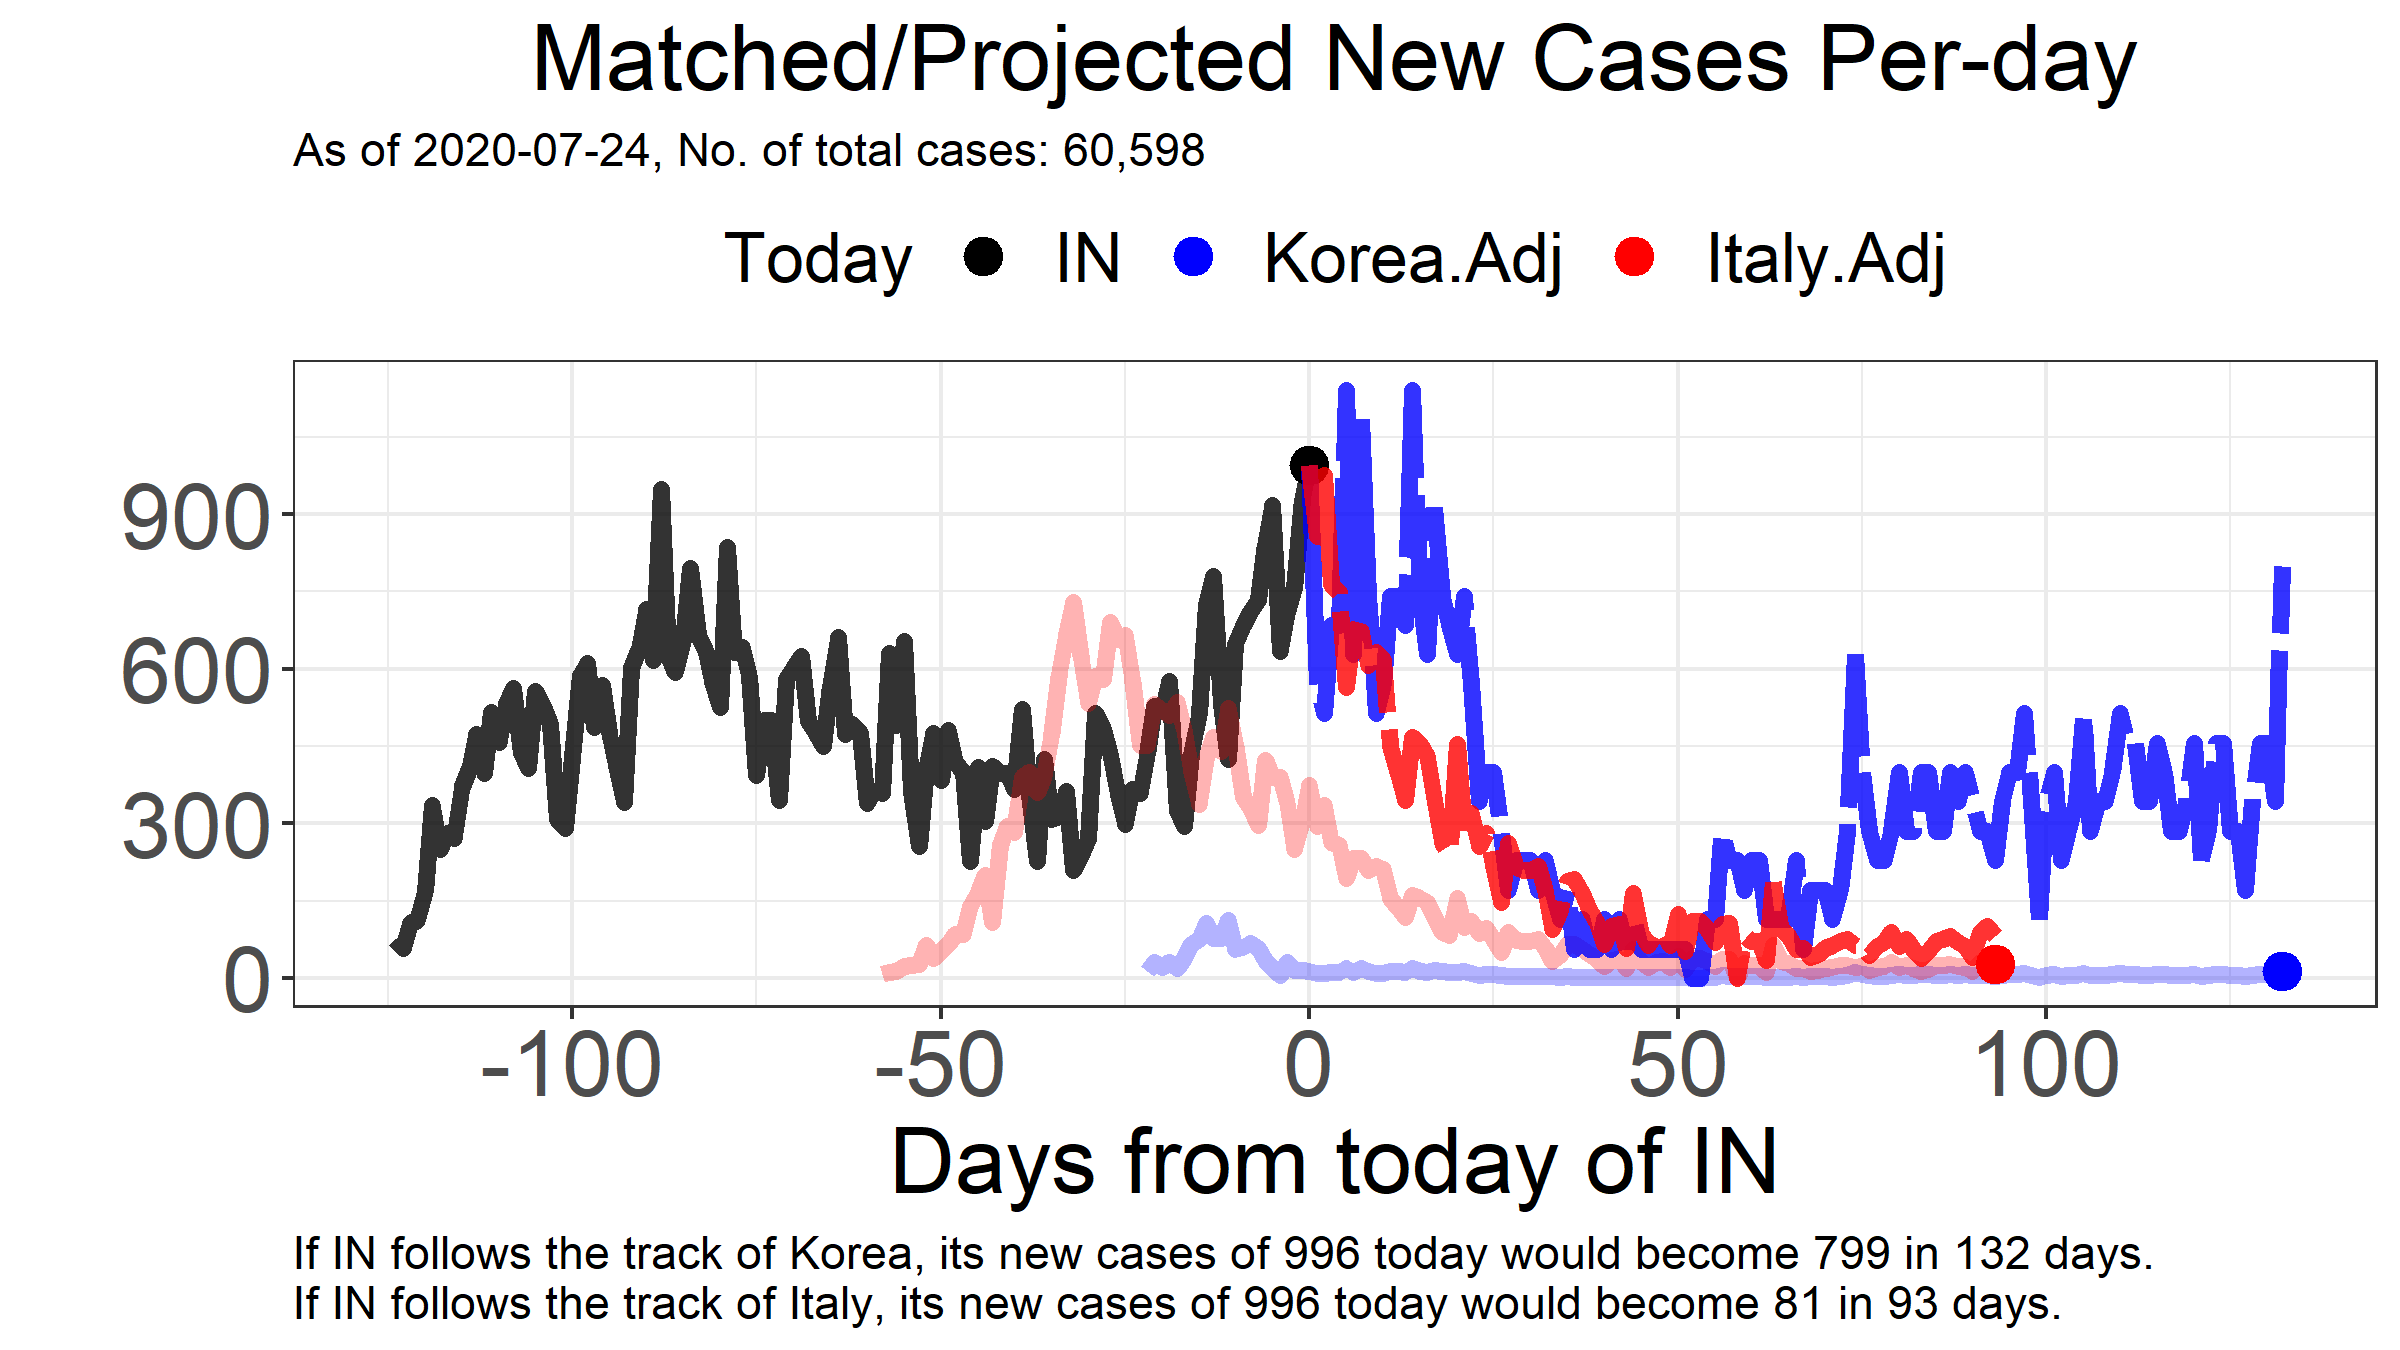 Matched/Projected New Cases Per-day
As of 2020-07-24, No. of total cases: 60,598
Today IN Korea.Adj Italy.Adj
900
600
300
0
-100 -50 0 50 100
Days from today of IN
If IN follows the track of Korea, its new cases of 996 today would become 799 in 132 days.
If IN follows the track of Italy, its new cases of 996 today would become 81 in 93 days.